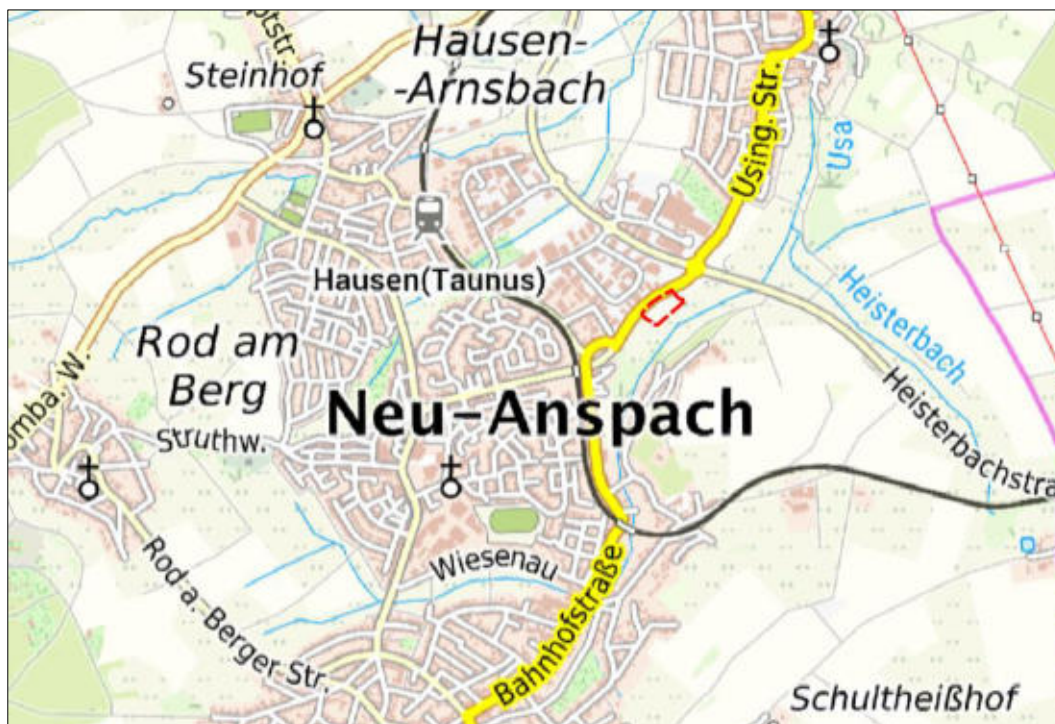 ptstr.
Hausen-
-Arnsbach
Steinhof
Using. Str.
Usa
Hausen(Taunus)
Heisterbach
Rod am
Berg
omba. W.
Neu-Anspach
Struthw.
Heisterbachstra
Wiesenau
Rod a. Berger Str.
Bahnhofstraße
Schultheißhof